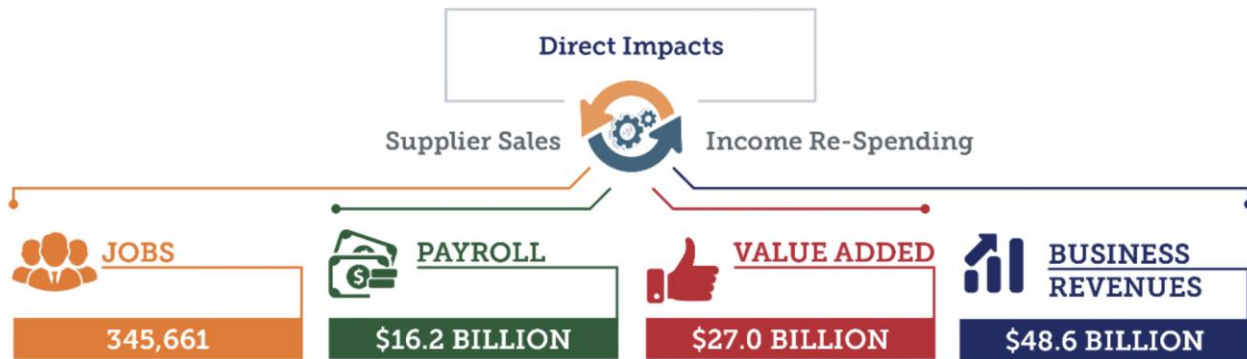 Direct Impacts
Supplier Sales
Income Re-Spending
JOBS
345,661
PAYROLL
$16.2 BILLION
VALUE ADDED
$27.0 BILLION
BUSINESS
REVENUES
$48.6 BILLION